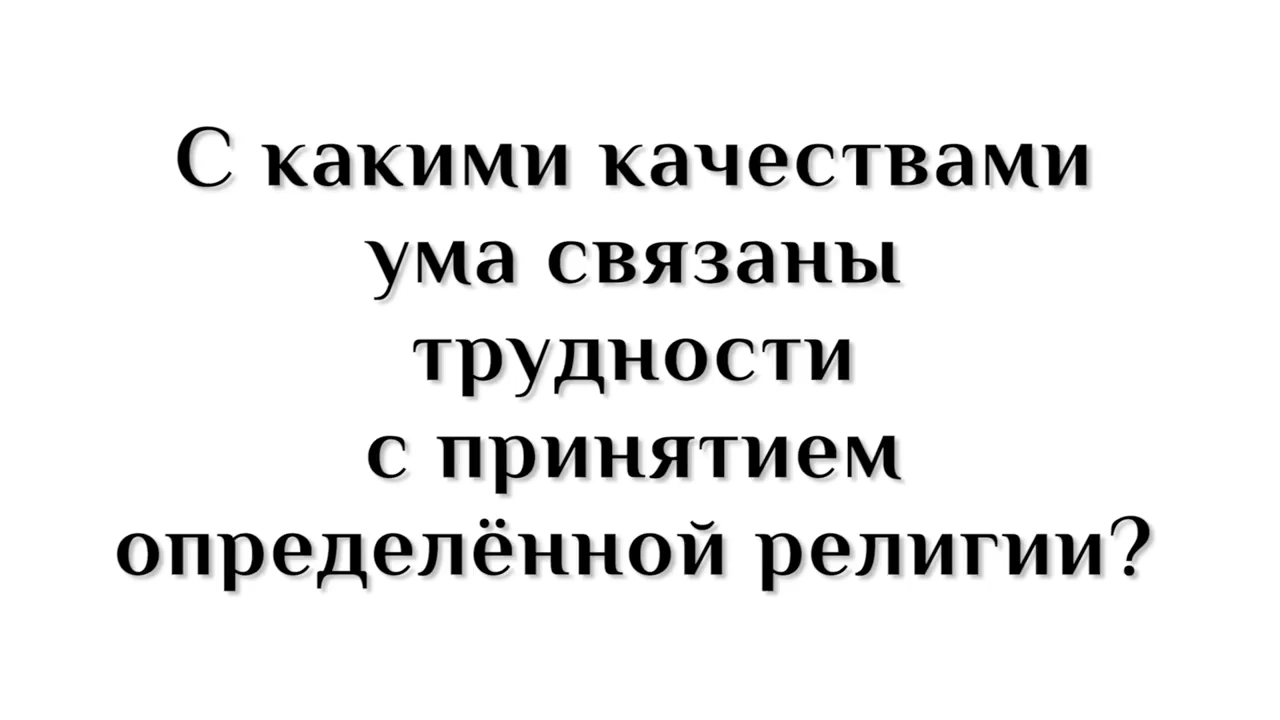 С какими качествами
ума связаны
трудности
с принятием
определённой религии?